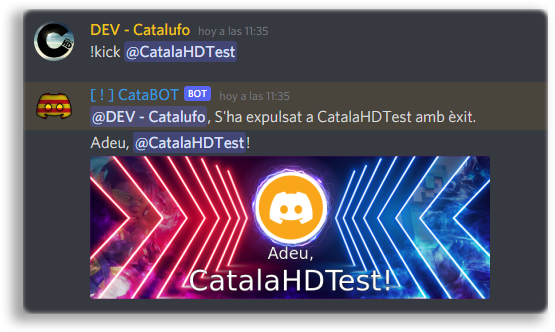 DEV - Catalufo hoy a las 11:35
!kick @CatalaHDTest
[ ! ] CataBOT BOT hoy a las 11:35
@DEV - Catalufo, S'ha expulsat a CatalaHDTest amb èxit.
Adeu, @CatalaHDTest!
Adeu,
CatalaHDTest!